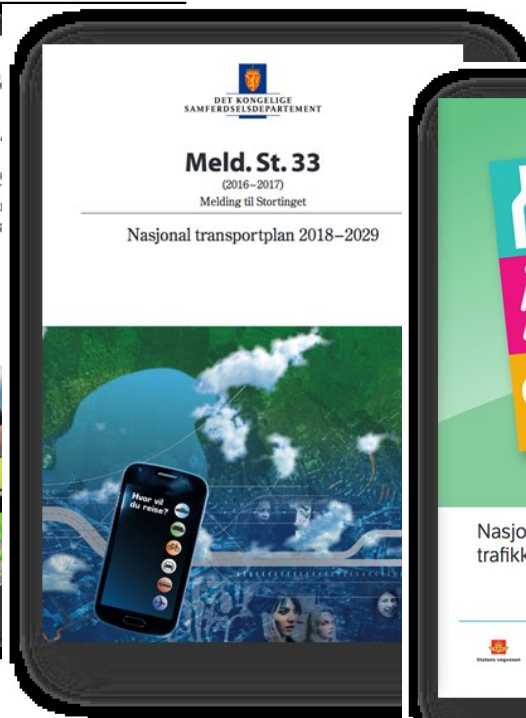 DET KONGELIGE
SAMFERDSELSDEPARTEMENT
Meld. St. 33
(2016–2017)
Melding til Stortinget
Nasjonal transportplan 2018–2029
Hvor vil
du reise?
Nasjo
trafikk
Statens vegvesen